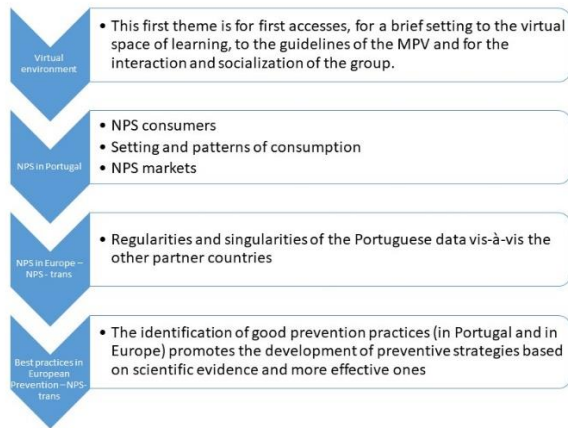 • This first theme is for first accesses, for a brief setting to the virtual
space of learning, to the guidelines of the MPV and for the
interaction and socialization of the group.
Virtual
environment
• NPS consumers
• Setting and patterns of consumption
• NPS markets
NPS in Portugal
• Regularities and singularities of the Portuguese data vis-à-vis the
other partner countries
NPS in Europe –
NPS - trans
• The identification of good prevention practices (in Portugal and in
Europe) promotes the development of preventive strategies based
on scientific evidence and more effective ones
Best practices in
European
Prevention – NPS-
trans